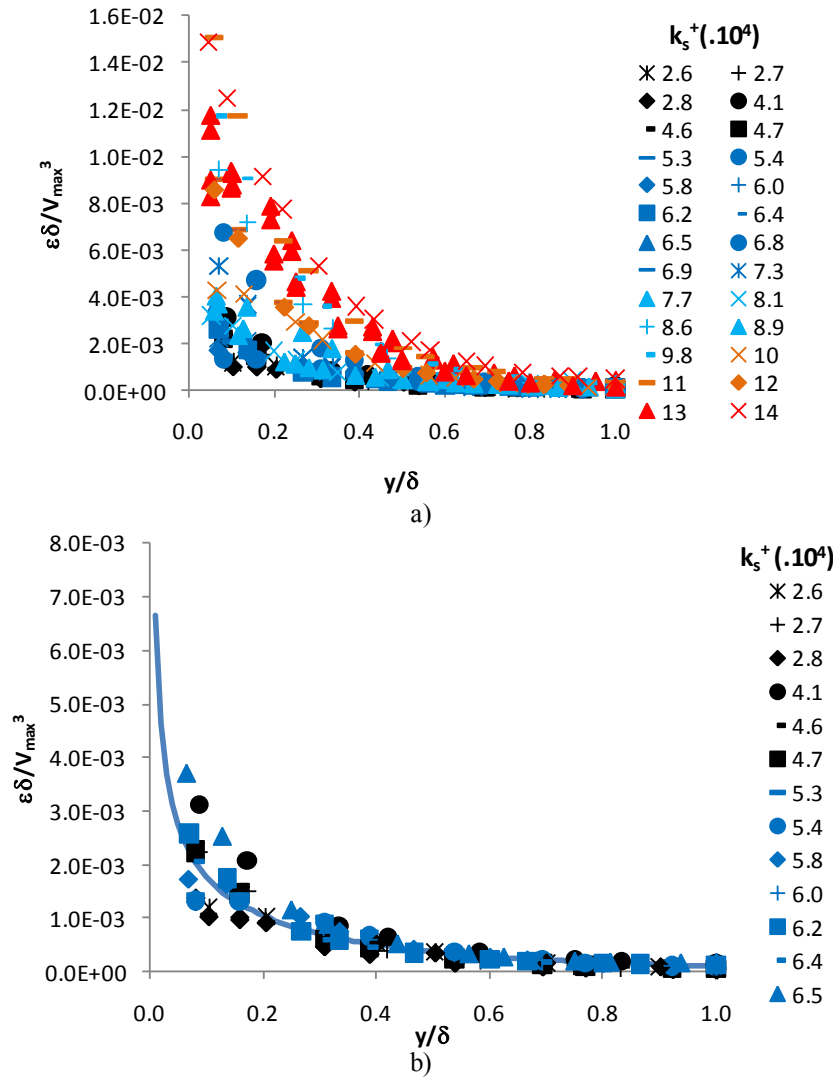 1.6E-02
1.4E-02
1.2E-02
1.0E-02
8.0E-03
6.0E-03
4.0E-03
2.0E-03
0.0E+00
εδ/Vmax³
0.0 0.2 0.4 0.6 0.8 1.0
y/δ
ks⁺(.10⁴)
2.6 2.7
2.8 4.1
4.6 4.7
5.3 5.4
5.8 6.0
6.2 6.4
6.5 6.8
6.9 7.3
7.7 8.1
8.6 8.9
9.8 10
11 12
13 14
a)
8.0E-03
7.0E-03
6.0E-03
5.0E-03
4.0E-03
3.0E-03
2.0E-03
1.0E-03
0.0E+00
εδ/Vmax³
0.0 0.2 0.4 0.6 0.8 1.0
y/δ
ks⁺(.10⁴)
2.6
2.7
2.8
4.1
4.6
4.7
5.3
5.4
5.8
6.0
6.2
6.4
6.5
b)